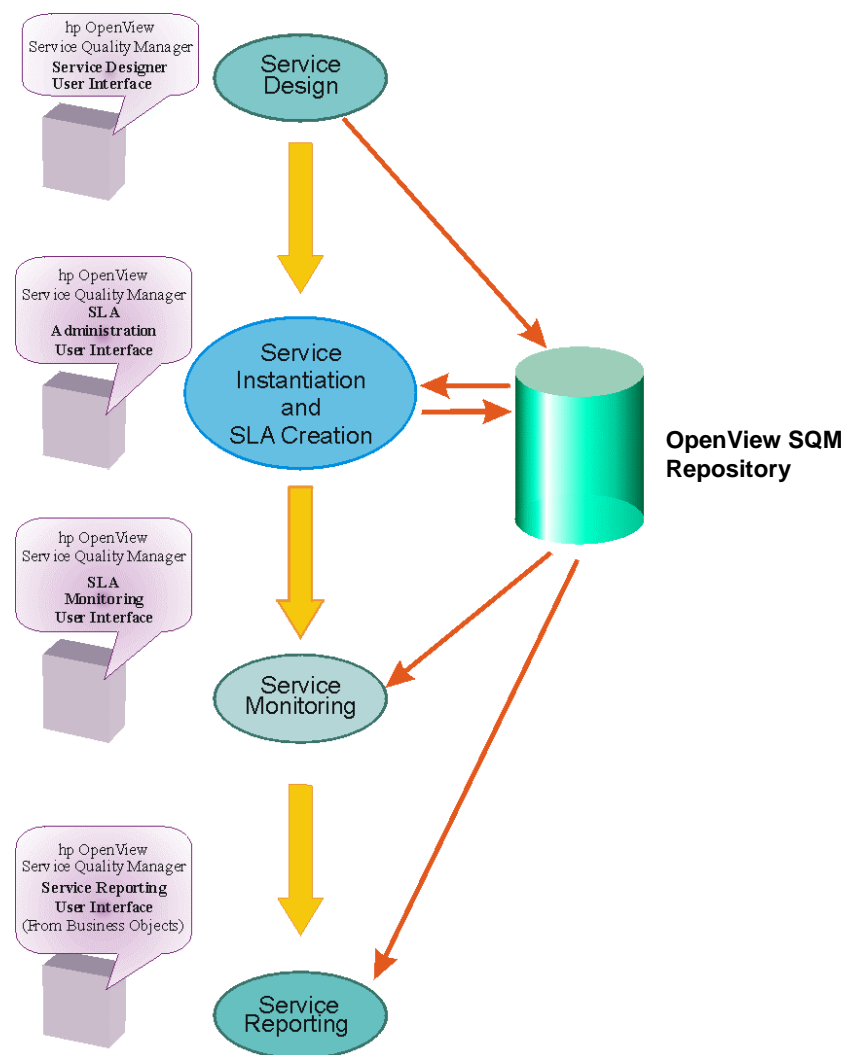 hp OpenView
Service Quality Manager
Service Designer
User Interface
Service
Design
hp OpenView
Service Quality Manager
SLA
Administration
User Interface
Service
Instantiation
and
SLA Creation
OpenView SQM
Repository
hp OpenView
Service Quality Manager
SLA
Monitoring
User Interface
Service
Monitoring
hp OpenView
Service Quality Manager
Service Reporting
User Interface
(From Business Objects)
Service
Reporting